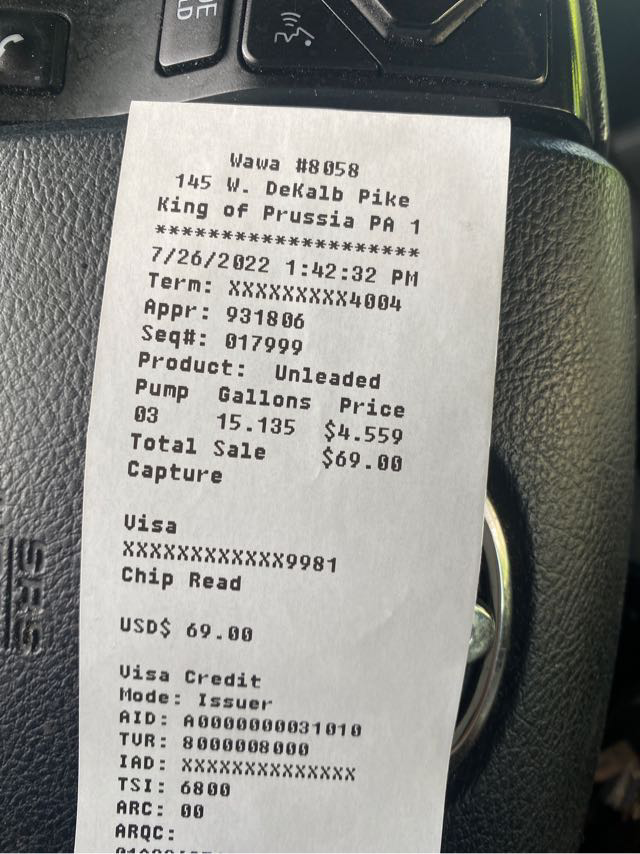 DE
LD
Wawa #8058
145 W. DeKalb Pike
King of Prussia PA 1
********************
7/26/2022 1:42:32 PM
Term: XXXXXXXXX4004
Appr: 931806
Seq#: 017999
Product: Unleaded
Pump Gallons Price
03 15.135 $4.559
Total Sale $69.00
Capture
Visa
XXXXXXXXXXXX9981
Chip Read
USD$ 69.00
Visa Credit
Mode: Issuer
AID: A0000000031010
TVR: 8000008000
IAD: XXXXXXXXXXXXXX
TSI: 6800
ARC: 00
ARQC:
SRS